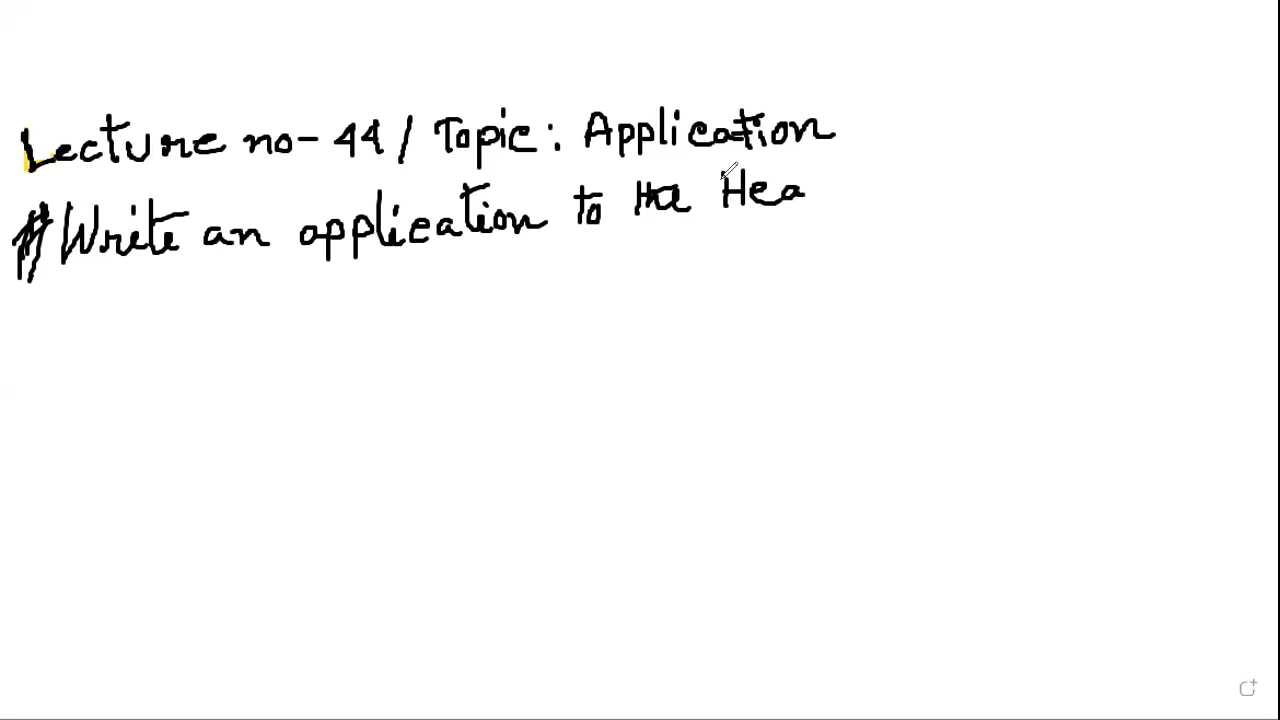 Lecture no- 44 / Topic : Application
# Write an application to the Hea